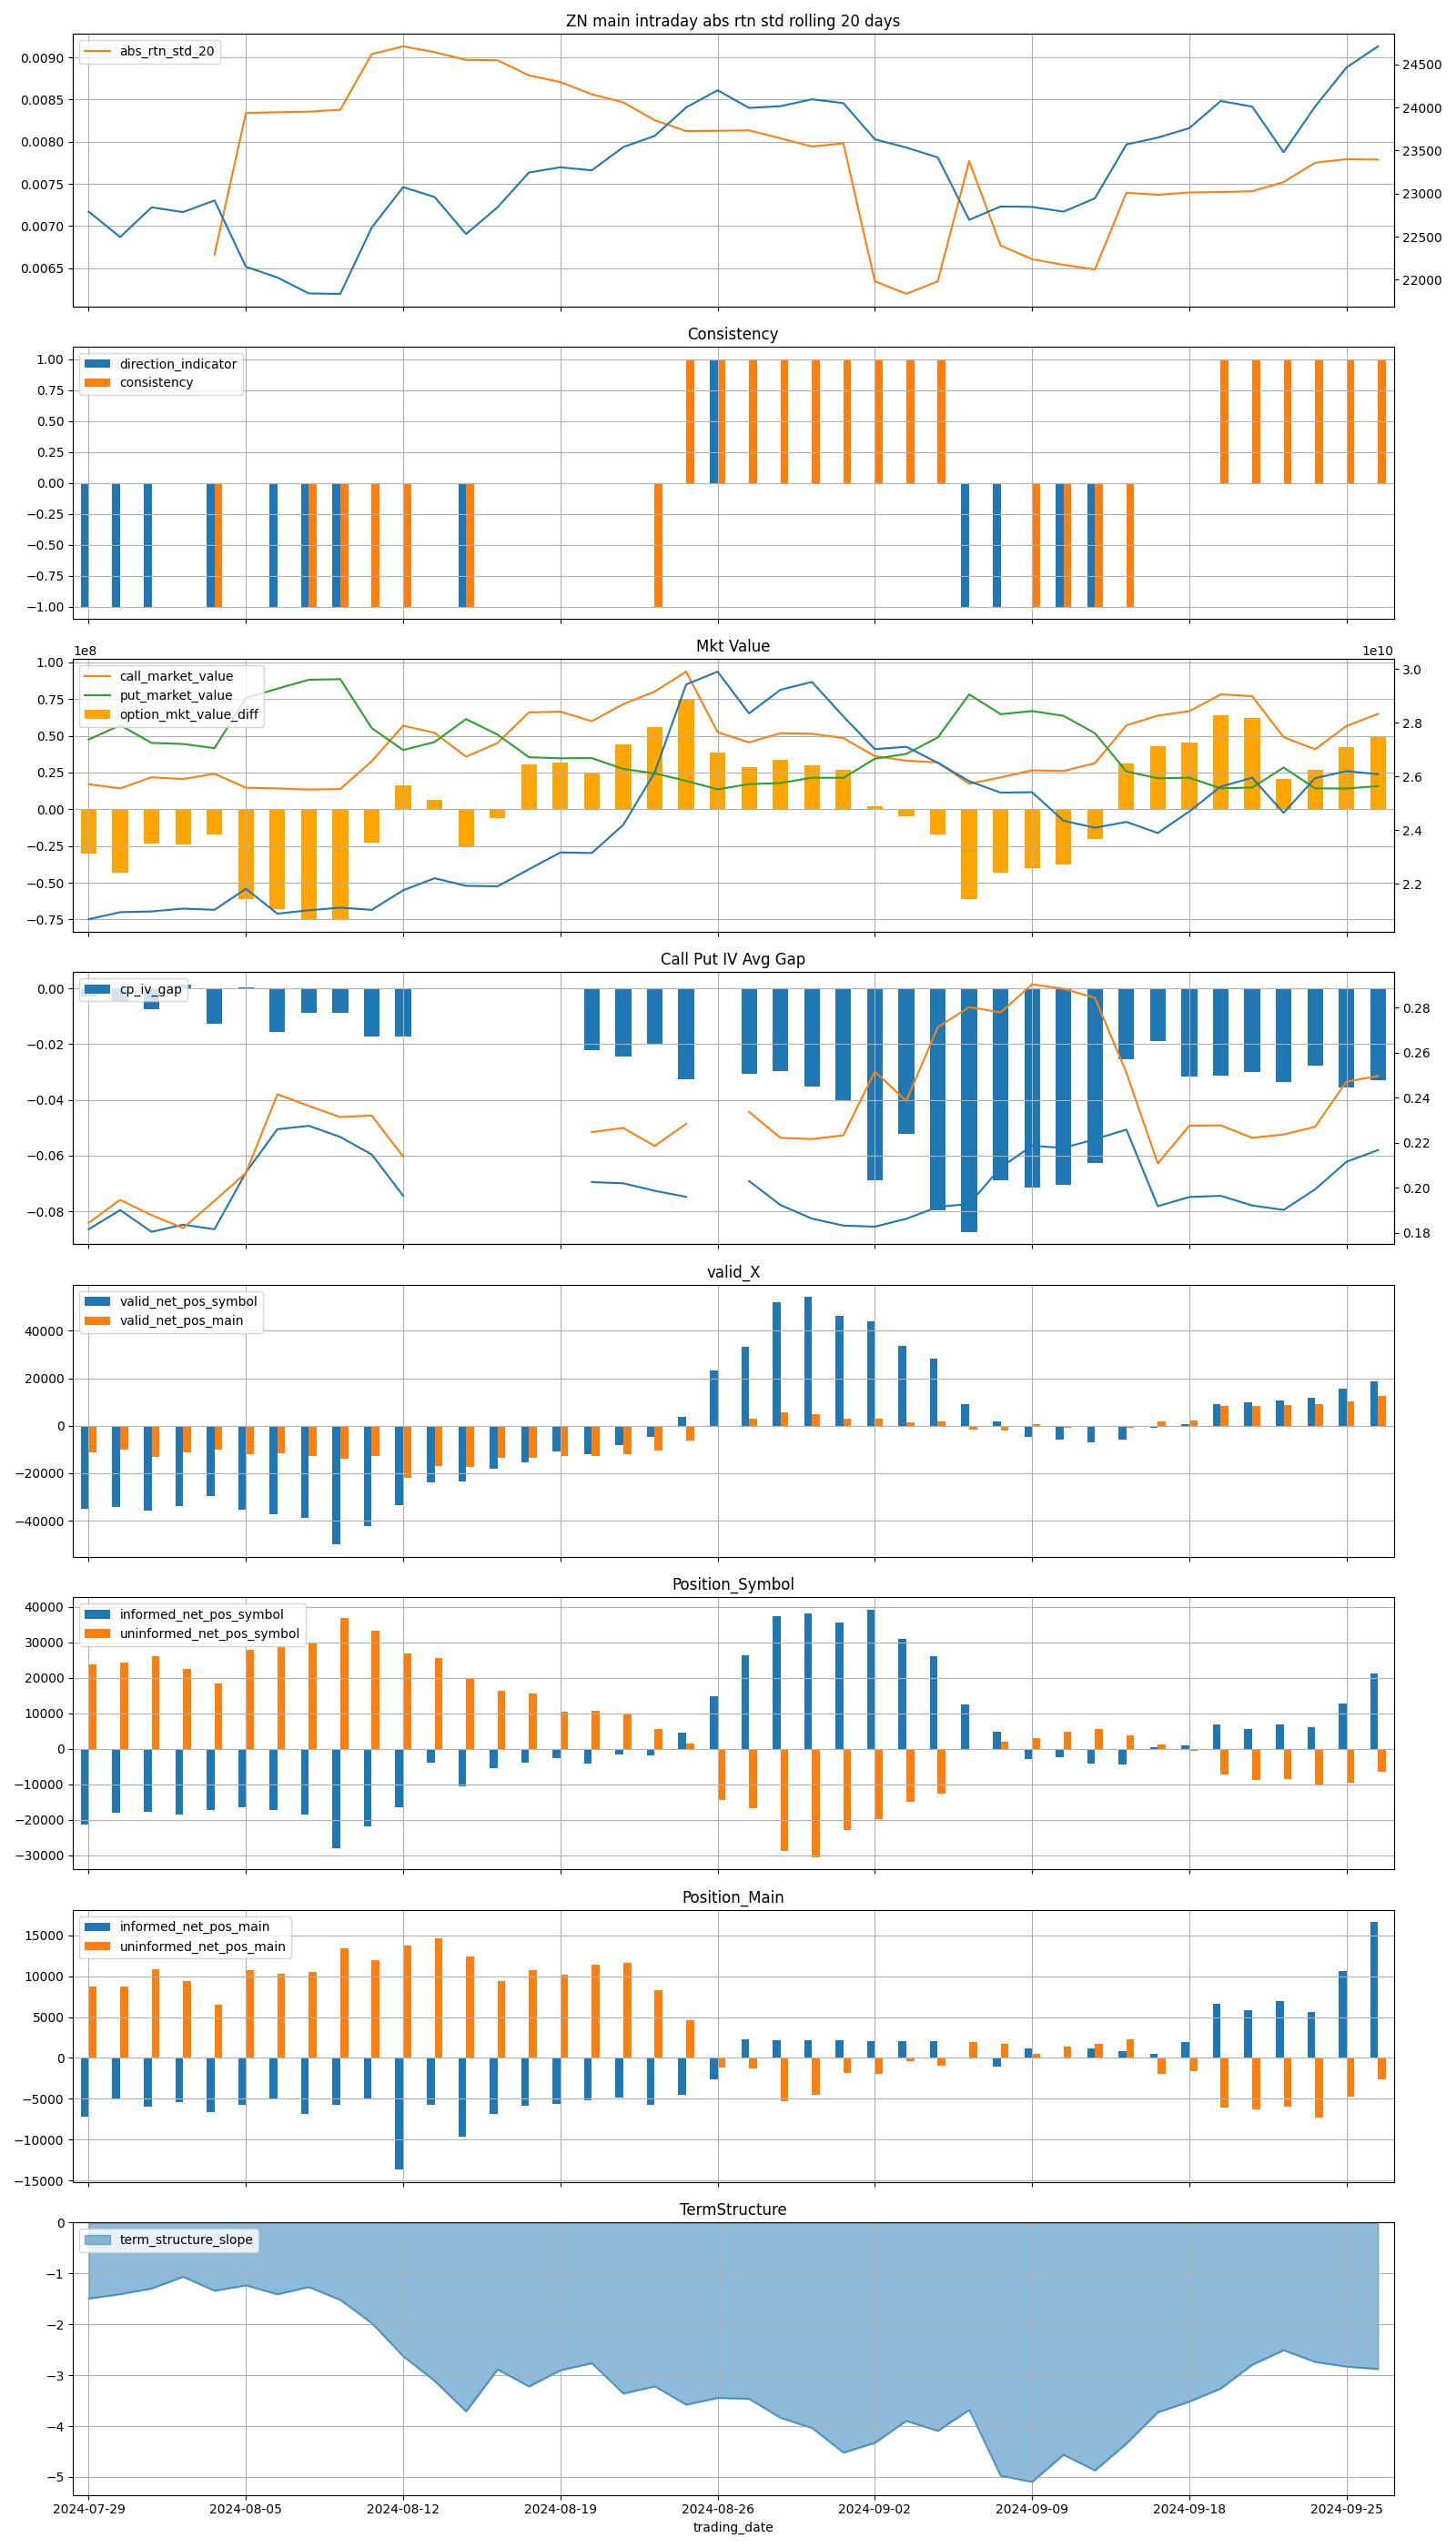 ZN main intraday abs rtn std rolling 20 days
abs_rtn_std_20
0.0090
0.0085
0.0080
0.0075
0.0070
0.0065
24500
24000
23500
23000
22500
22000
Consistency
direction_indicator
consistency
1.00
0.75
0.50
0.25
0.00
−0.25
−0.50
−0.75
−1.00
Mkt Value
1e8
1e10
call_market_value
put_market_value
option_mkt_value_diff
1.00
0.75
0.50
0.25
0.00
−0.25
−0.50
−0.75
3.0
2.8
2.6
2.4
2.2
Call Put IV Avg Gap
cp_iv_gap
0.00
−0.02
−0.04
−0.06
−0.08
0.28
0.26
0.24
0.22
0.20
0.18
valid_X
valid_net_pos_symbol
valid_net_pos_main
40000
20000
0
−20000
−40000
Position_Symbol
informed_net_pos_symbol
uninformed_net_pos_symbol
40000
30000
20000
10000
0
−10000
−20000
−30000
Position_Main
informed_net_pos_main
uninformed_net_pos_main
15000
10000
5000
0
−5000
−10000
−15000
TermStructure
term_structure_slope
0
−1
−2
−3
−4
−5
2024-07-29 2024-08-05 2024-08-12 2024-08-19 2024-08-26 2024-09-02 2024-09-09 2024-09-18 2024-09-25
trading_date